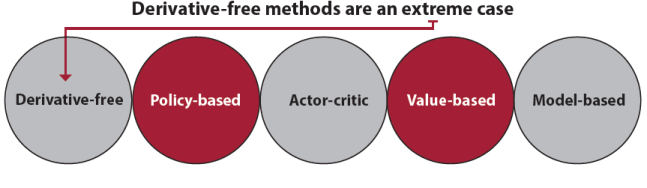 Derivative-free methods are an extreme case
Derivative-free Policy-based Actor-critic Value-based Model-based